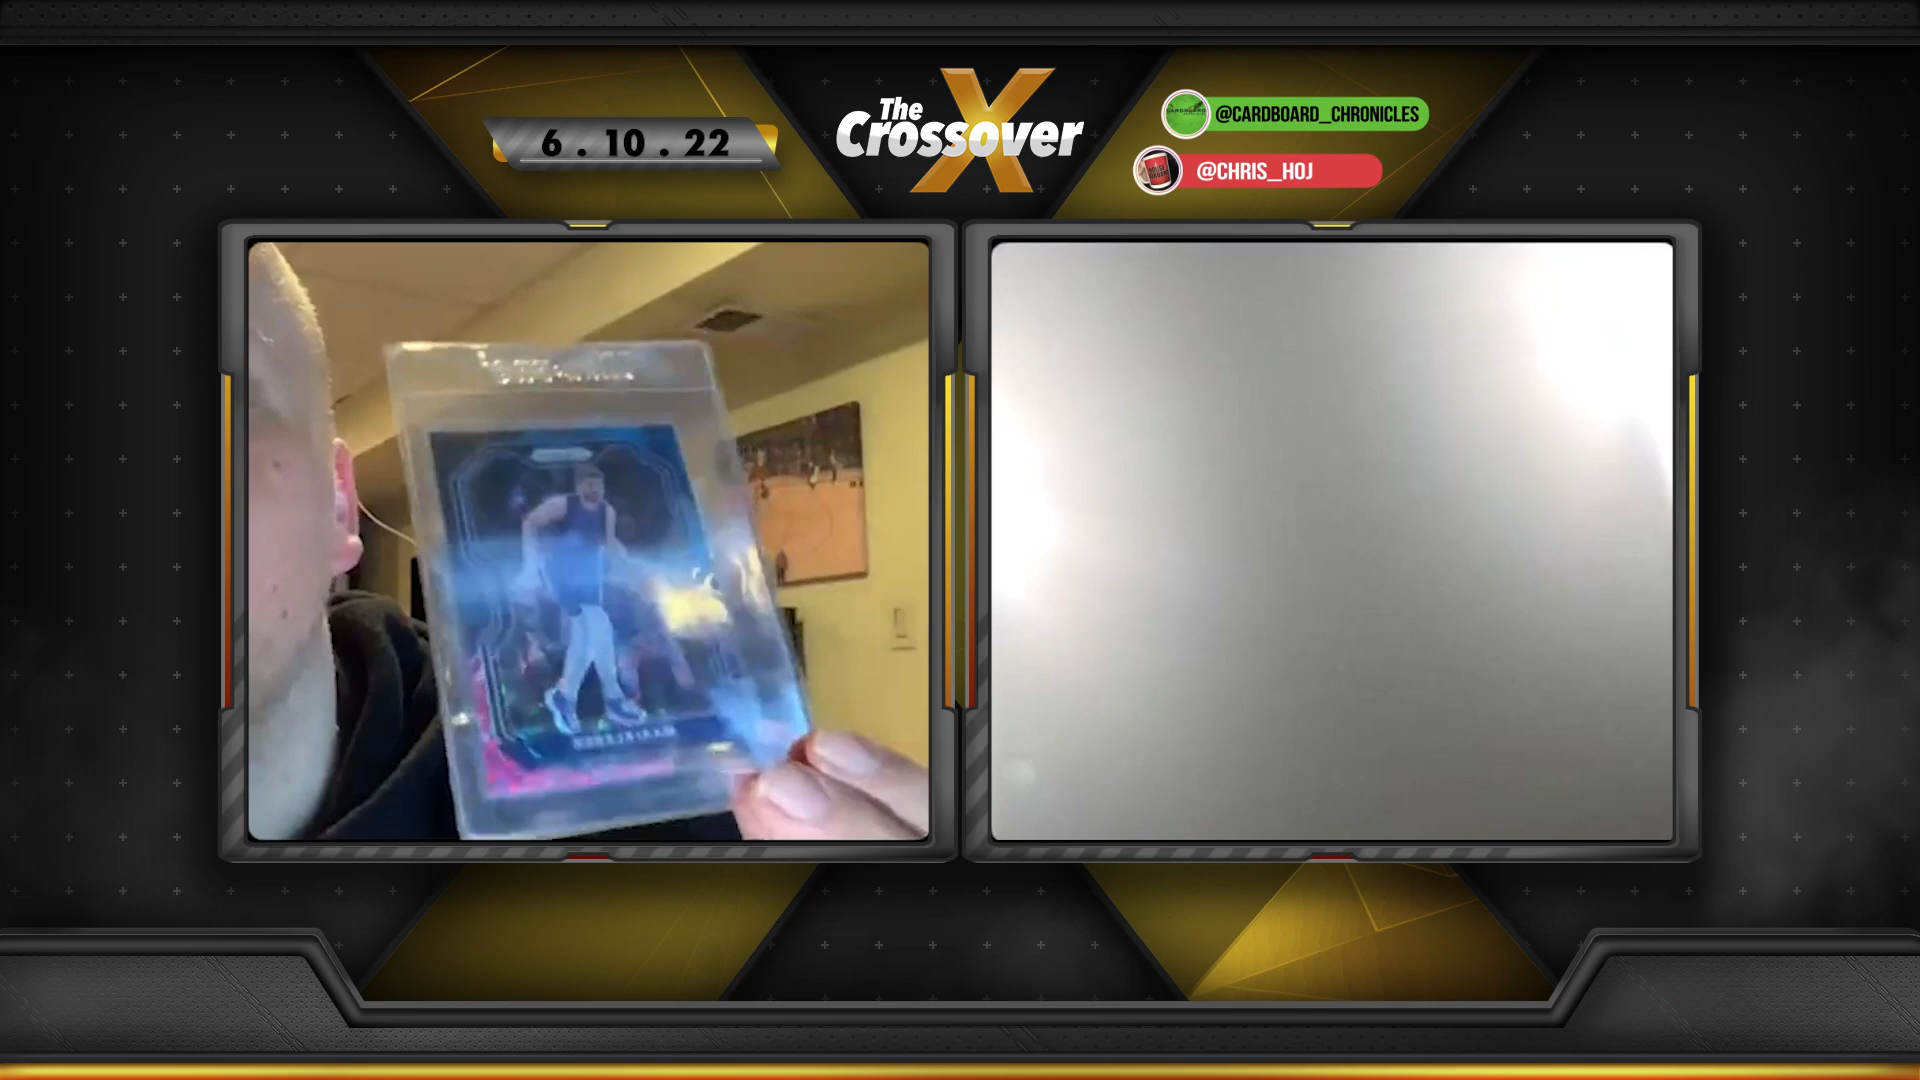 6 . 10 . 22
The
Crossover
X
@CARDBOARD_CHRONICLES
@CHRIS_HOJ